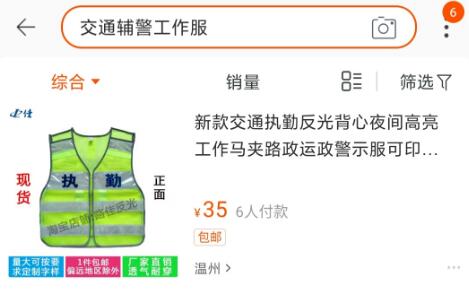 6
交通辅警工作服
综合
销量
筛选
佳
现货
执勤
正面
淘宝店铺:睿佳反光
量大可按要求定制字样
1件包邮
偏远地区除外
厂家直销
透气耐穿
新款交通执勤反光背心夜间高亮
工作马夹路政运政警示服可印...
¥35 6人付款
包邮
温州